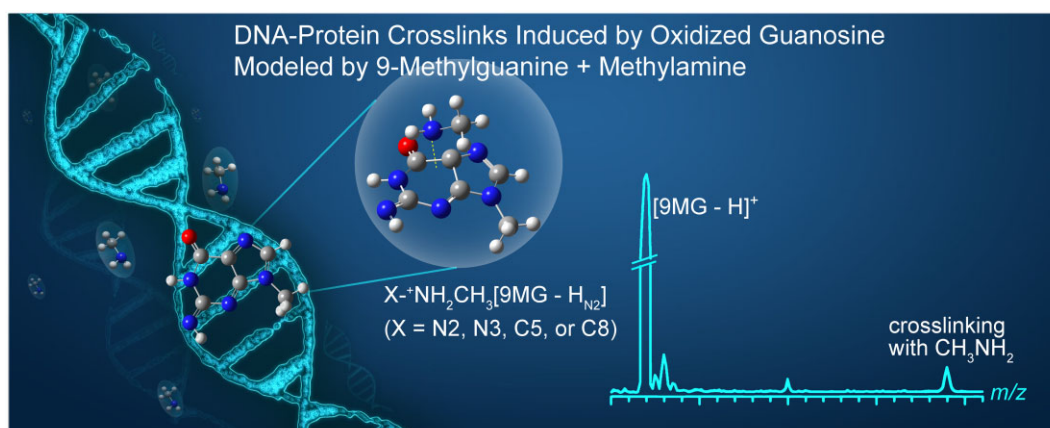 DNA-Protein Crosslinks Induced by Oxidized Guanosine
Modeled by 9-Methylguanine + Methylamine
[9MG - H]⁺
X-⁺NH₂CH₃[9MG - H_N2]
(X = N2, N3, C5, or C8)
crosslinking
with CH₃NH₂
m/z